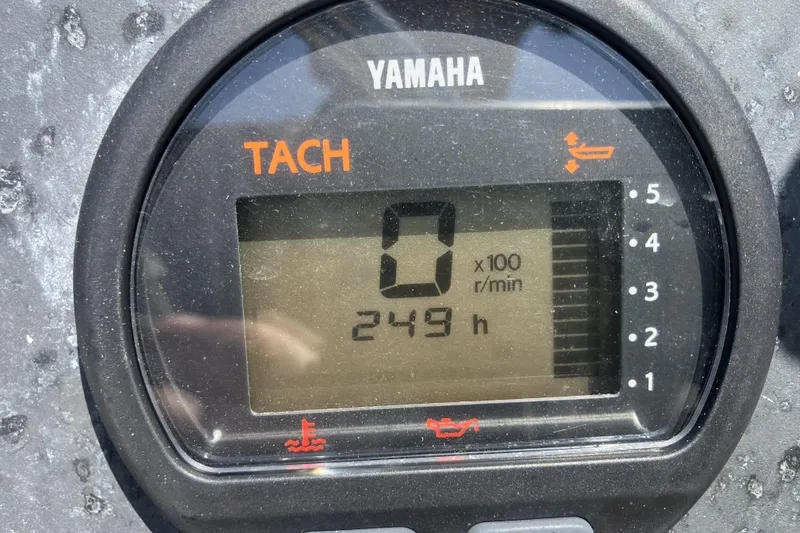 YAMAHA
TACH
0 x100
r/min
249 h
• 5
• 4
• 3
• 2
• 1